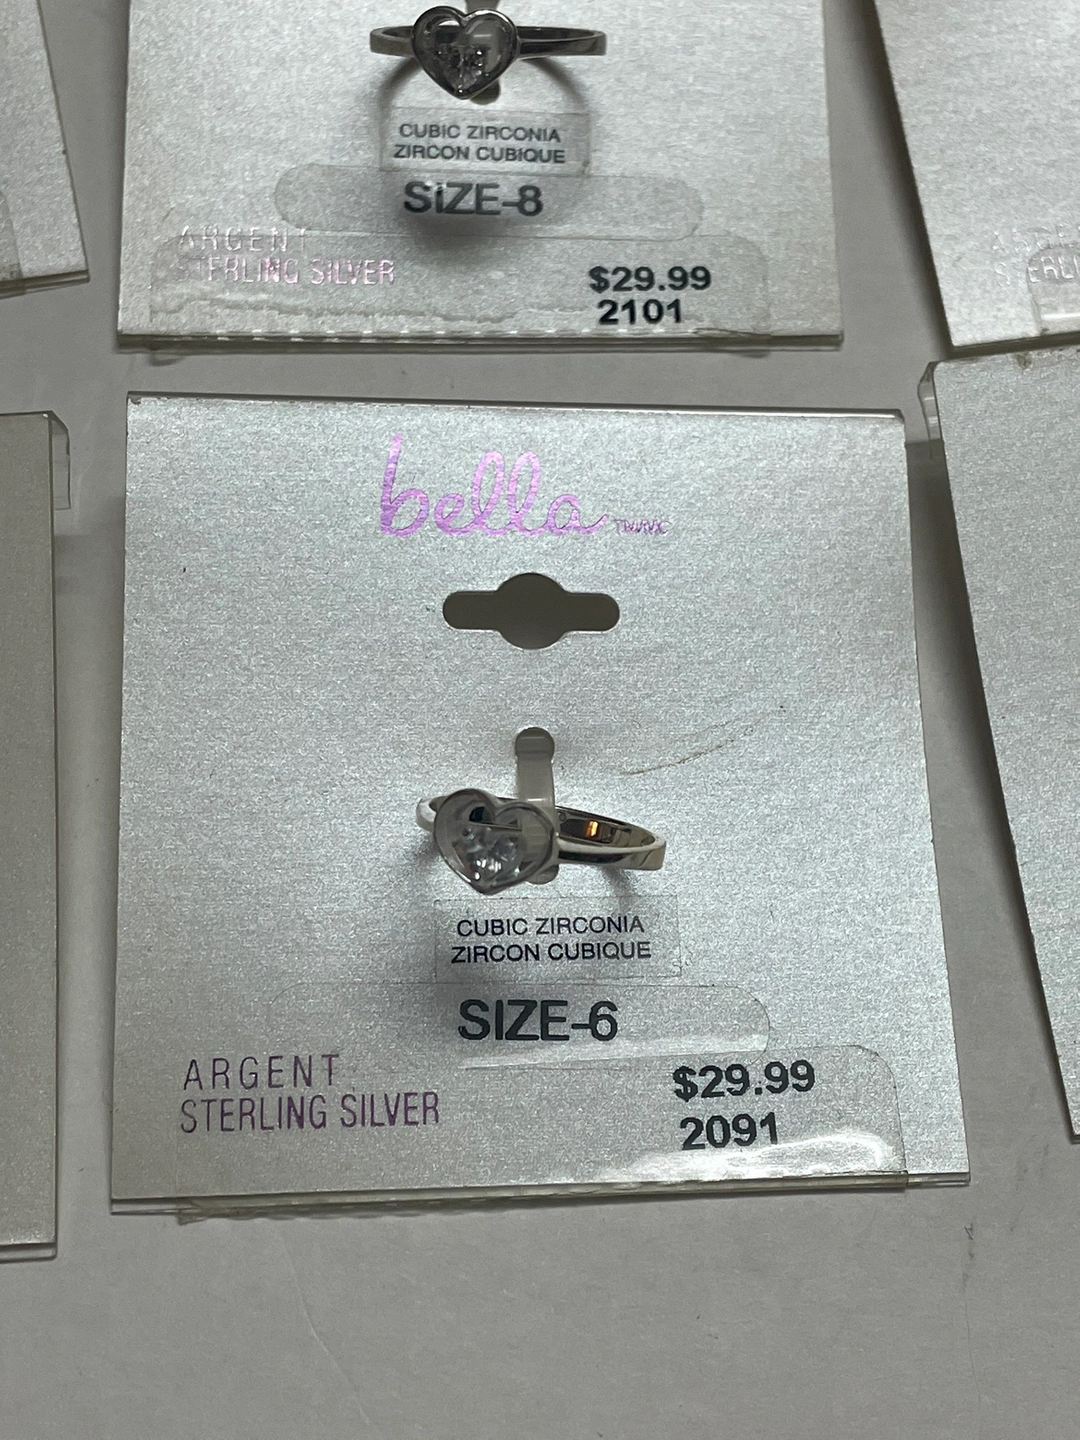 CUBIC ZIRCONIA
ZIRCON CUBIQUE
SIZE-8
ARGENT
STERLING SILVER
$29.99
2101
bella
CUBIC ZIRCONIA
ZIRCON CUBIQUE
SIZE-6
ARGENT
STERLING SILVER
$29.99
2091